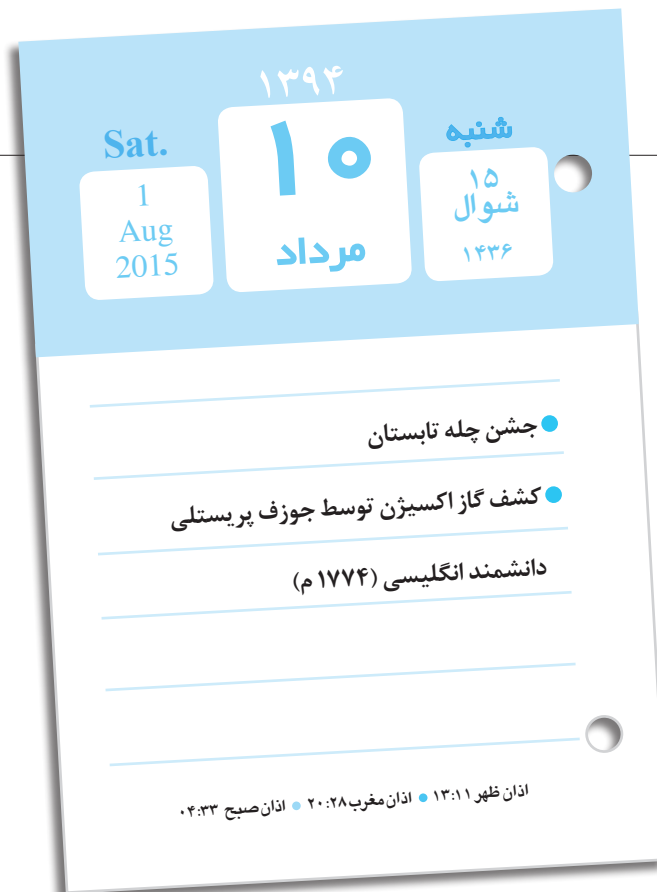 ۱۳۹۴
شنبه
۱۵
شوال
۱۴۳۶
۱۰
مرداد
Sat.
1
Aug
2015
جشن چله تابستان
کشف گاز اکسیژن توسط جوزف پریستلی
دانشمند انگلیسی (۱۷۷۴ م)
اذان ظهر ۱۳:۱۱ ● اذان مغرب ۲۰:۲۸ ● اذان صبح ۰۴:۳۳